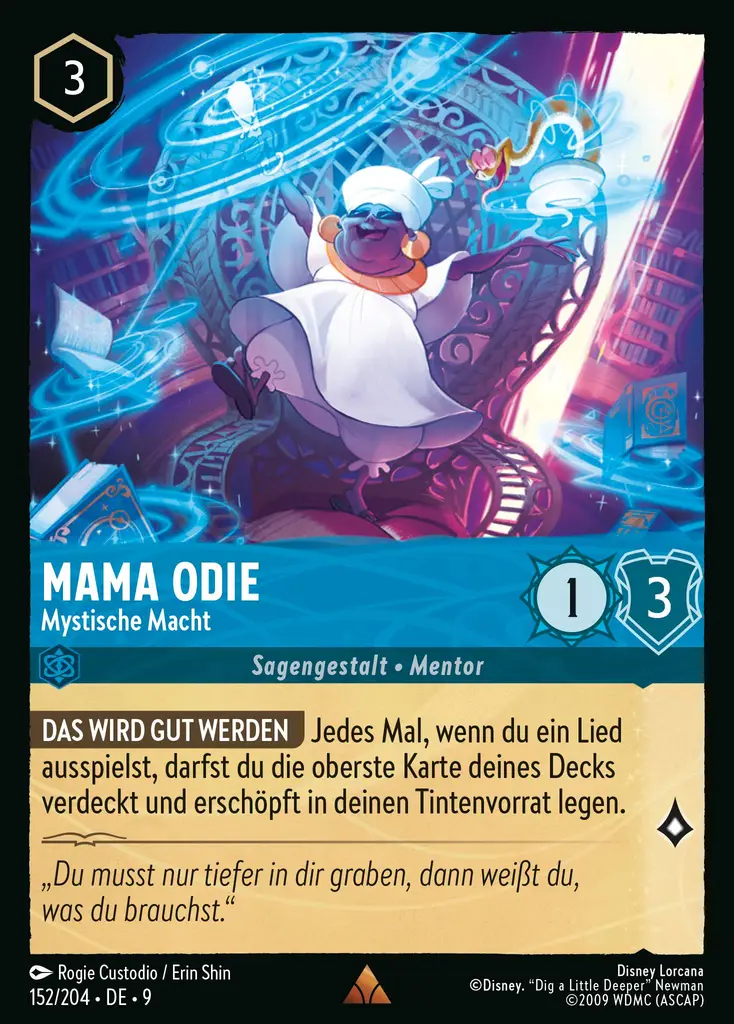 3
MAMA ODIE
Mystische Macht
1
3
Sagengestalt • Mentor
DAS WIRD GUT WERDEN Jedes Mal, wenn du ein Lied
ausspielst, darfst du die oberste Karte deines Decks
verdeckt und erschöpft in deinen Tintenvorrat legen.
„Du musst nur tiefer in dir graben, dann weißt du,
was du brauchst.“
Rogie Custodio / Erin Shin
152/204 • DE • 9
Disney Lorcana
©Disney. “Dig a Little Deeper” Newman
©2009 WDMC (ASCAP)